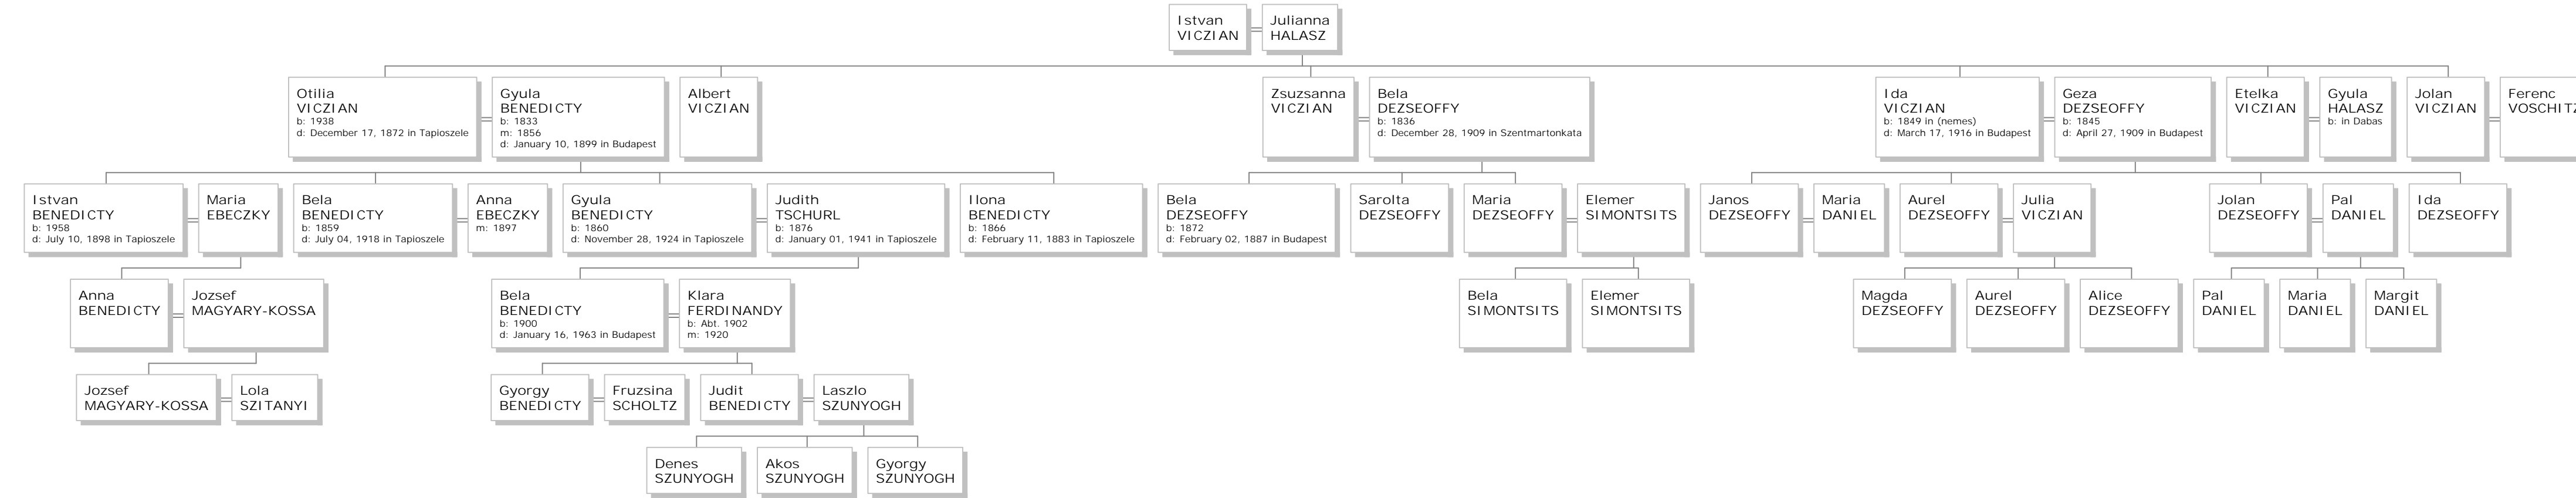 Istvan
VICZIAN
Julianna
HALASZ
Otilia
VICZIAN
b: 1938
d: December 17, 1872 in Tapioszele
Gyula
BENEDICTY
b: 1833
m: 1856
d: January 10, 1899 in Budapest
Albert
VICZIAN
Zsuzsanna
VICZIAN
Bela
DEZSEOFFY
b: 1836
d: December 28, 1909 in Szentmartonkata
Ida
VICZIAN
b: 1849 in (nemes)
d: March 17, 1916 in Budapest
Geza
DEZSEOFFY
b: 1845
d: April 27, 1909 in Budapest
Etelka
VICZIAN
Gyula
HALASZ
b: in Dabas
Jolan
VICZIAN
Ferenc
VOSCHITZ
Istvan
BENEDICTY
b: 1958
d: July 10, 1898 in Tapioszele
Maria
EBECZKY
Bela
BENEDICTY
b: 1859
d: July 04, 1918 in Tapioszele
Anna
EBECZKY
m: 1897
Gyula
BENEDICTY
b: 1860
d: November 28, 1924 in Tapioszele
Judith
TSCHURL
b: 1876
d: January 01, 1941 in Tapioszele
Ilona
BENEDICTY
b: 1866
d: February 11, 1883 in Tapioszele
Bela
DEZSEOFFY
b: 1872
d: February 02, 1887 in Budapest
Sarolta
DEZSEOFFY
Maria
DEZSEOFFY
Elemer
SIMONTSITS
Janos
DEZSEOFFY
Maria
DANIEL
Aurel
DEZSEOFFY
Julia
VICZIAN
Jolan
DEZSEOFFY
Pal
DANIEL
Ida
DEZSEOFFY
Anna
BENEDICTY
Jozsef
MAGYARY-KOSSA
Bela
BENEDICTY
b: 1900
d: January 16, 1963 in Budapest
Klara
FERDINANDY
b: Abt. 1902
m: 1920
Bela
SIMONTSITS
Elemer
SIMONTSITS
Magda
DEZSEOFFY
Aurel
DEZSEOFFY
Alice
DEZSEOFFY
Pal
DANIEL
Maria
DANIEL
Margit
DANIEL
Jozsef
MAGYARY-KOSSA
Lola
SZITANYI
Gyorgy
BENEDICTY
Fruzsina
SCHOLTZ
Judit
BENEDICTY
Laszlo
SZUNYOGH
Denes
SZUNYOGH
Akos
SZUNYOGH
Gyorgy
SZUNYOGH